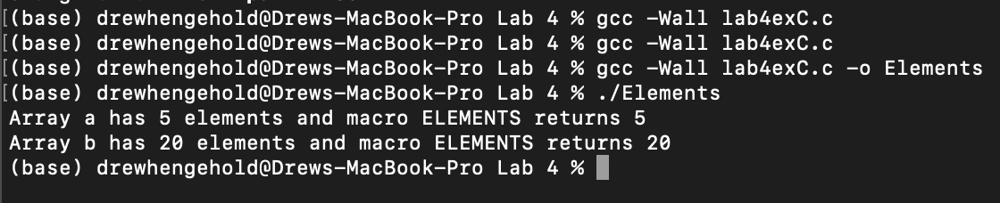 [(base) drewhengehold@Drews-MacBook-Pro Lab 4 % gcc -Wall lab4exC.c
[(base) drewhengehold@Drews-MacBook-Pro Lab 4 % gcc -Wall lab4exC.c
[(base) drewhengehold@Drews-MacBook-Pro Lab 4 % gcc -Wall lab4exC.c -o Elements
[(base) drewhengehold@Drews-MacBook-Pro Lab 4 % ./Elements
Array a has 5 elements and macro ELEMENTS returns 5
Array b has 20 elements and macro ELEMENTS returns 20
(base) drewhengehold@Drews-MacBook-Pro Lab 4 %